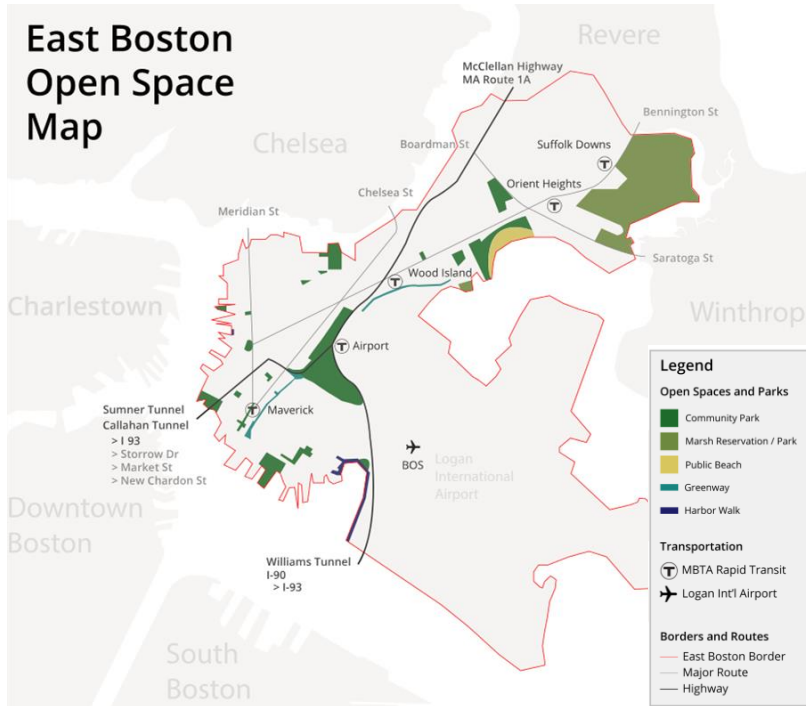 East Boston
Open Space
Map
Revere
McClellan Highway
MA Route 1A
Bennington St
Chelsea
Boardman St
Suffolk Downs
Orient Heights
Chelsea St
Meridian St
Saratoga St
Wood Island
Charlestown
Winthrop
Airport
Sumner Tunnel
Callahan Tunnel
> I 93
> Storrow Dr
> Market St
> New Chardon St
Maverick
BOS
Logan
International
Airport
Downtown
Boston
Williams Tunnel
I-90
> I-93
South
Boston
Legend
Open Spaces and Parks
Community Park
Marsh Reservation / Park
Public Beach
Greenway
Harbor Walk
Transportation
T MBTA Rapid Transit
Logan Int'l Airport
Borders and Routes
East Boston Border
Major Route
Highway